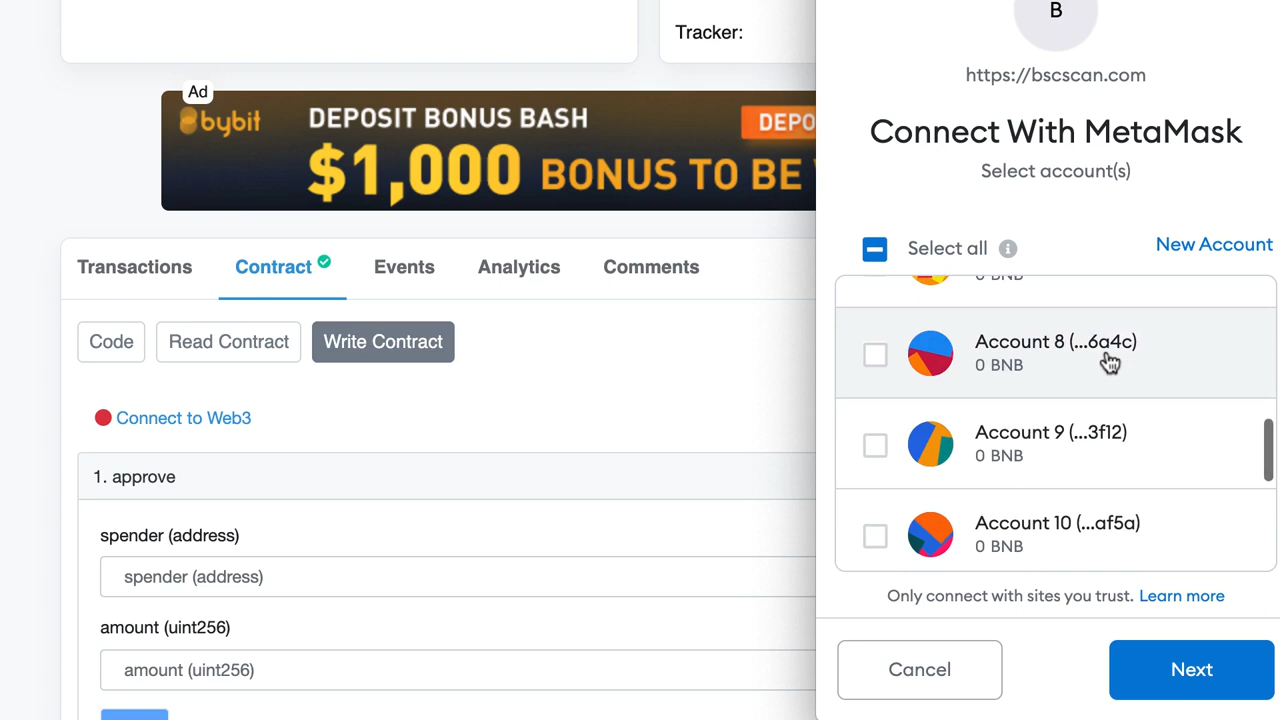 Tracker:
Ad
bybit
DEPOSIT BONUS BASH
$1,000 BONUS TO BE
DEPO
Transactions
Contract
Events
Analytics
Comments
Code
Read Contract
Write Contract
Connect to Web3
1. approve
spender (address)
spender (address)
amount (uint256)
amount (uint256)
B
https://bscscan.com
Connect With MetaMask
Select account(s)
Select all
New Account
0 BNB
Account 8 (...6a4c)
0 BNB
Account 9 (...3f12)
0 BNB
Account 10 (...af5a)
0 BNB
Only connect with sites you trust. Learn more
Cancel
Next